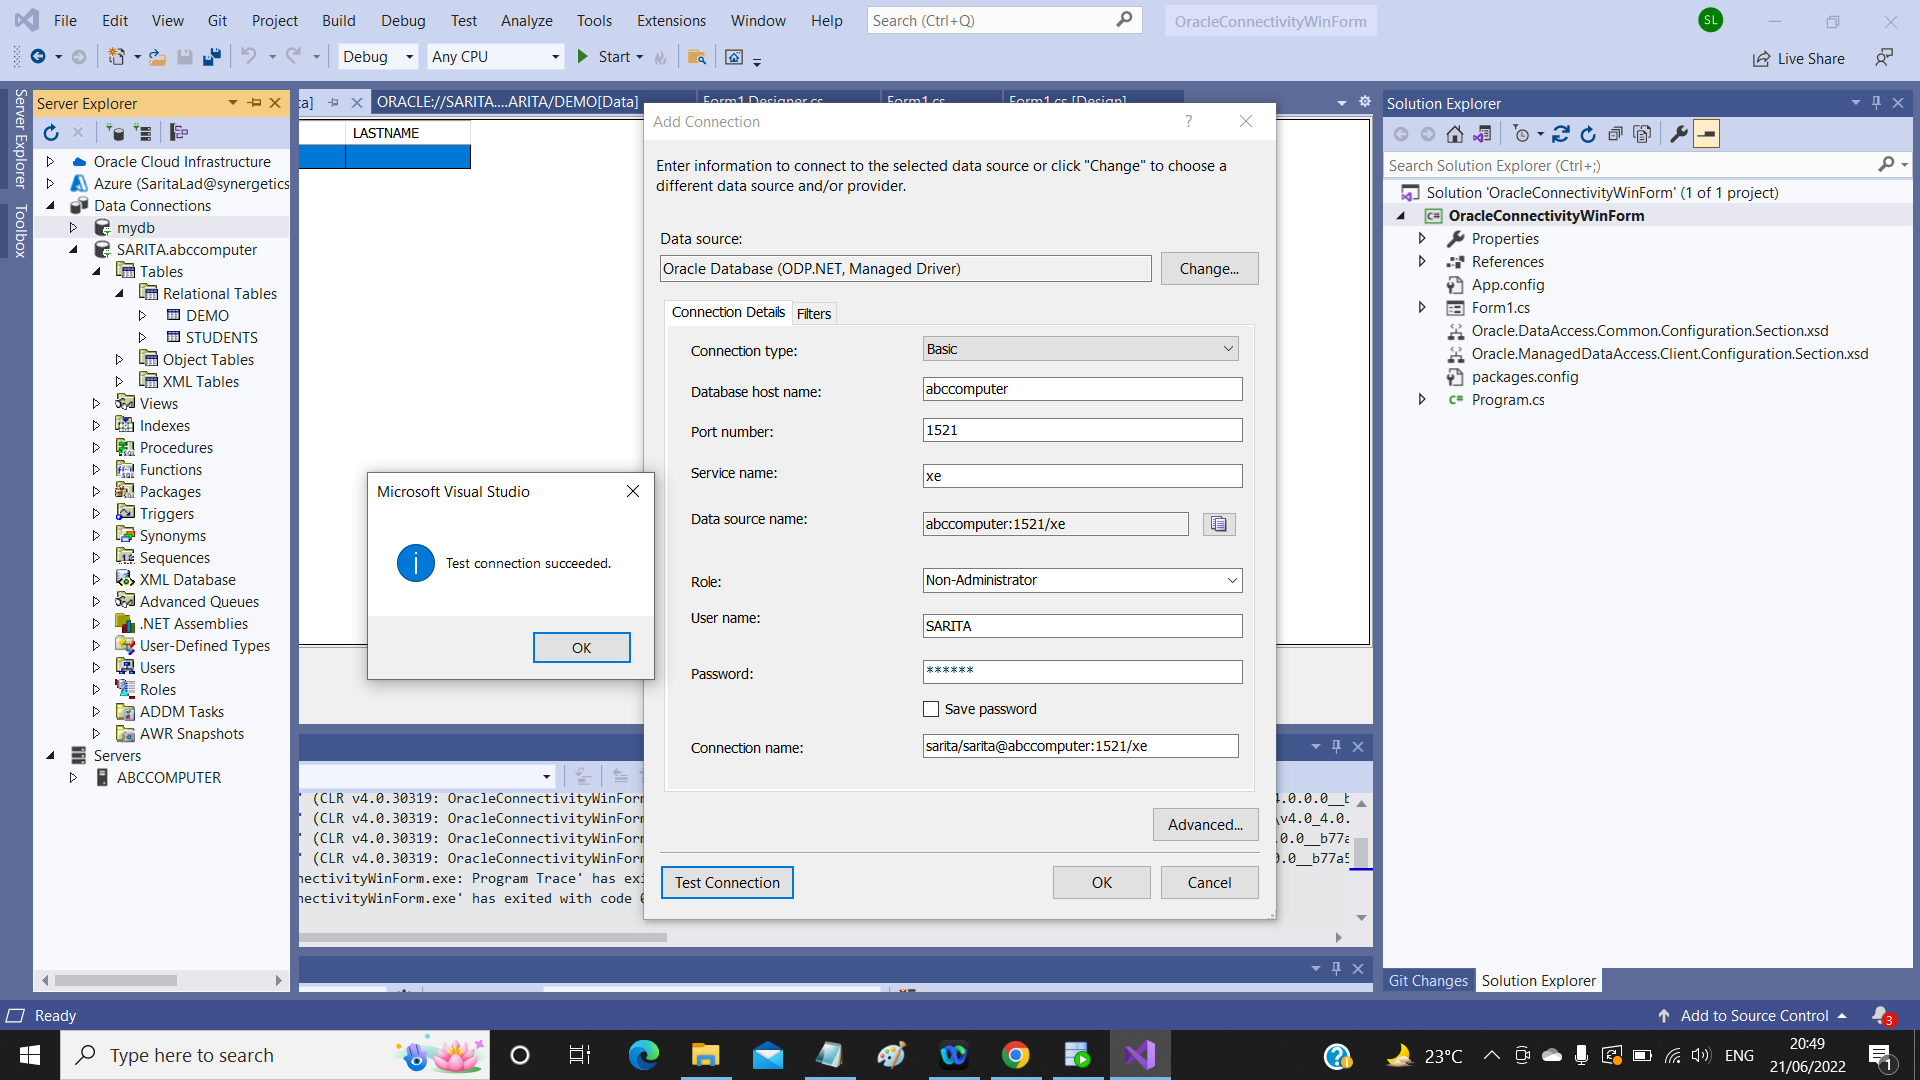 File Edit View Git Project Build Debug Test Analyze Tools Extensions Window Help Search (Ctrl+Q) OracleConnectivityWinForm SL
Debug Any CPU Start Live Share
Server Explorer
Toolbox
Server Explorer
Oracle Cloud Infrastructure
Azure (SaritaLad@synergetics
Data Connections
mydb
SARITA.abccomputer
Tables
Relational Tables
DEMO
STUDENTS
Object Tables
XML Tables
Views
Indexes
Procedures
Functions
Packages
Triggers
Synonyms
Sequences
XML Database
Advanced Queues
.NET Assemblies
User-Defined Types
Users
Roles
ADDM Tasks
AWR Snapshots
Servers
ABCCOMPUTER
ta] ORACLE://SARITA....ARITA/DEMO[Data] Form1.Designer.cs Form1.cs Form1.cs [Design]
LASTNAME
Microsoft Visual Studio
Test connection succeeded.
OK
Add Connection ?
Enter information to connect to the selected data source or click "Change" to choose a
different data source and/or provider.
Data source:
Oracle Database (ODP.NET, Managed Driver) Change...
Connection Details Filters
Connection type: Basic
Database host name: abccomputer
Port number: 1521
Service name: xe
Data source name: abccomputer:1521/xe
Role: Non-Administrator
User name: SARITA
Password: ******
Save password
Connection name: sarita/sarita@abccomputer:1521/xe
Advanced...
Test Connection OK Cancel
' (CLR v4.0.30319: OracleConnectivityWinForm
' (CLR v4.0.30319: OracleConnectivityWinForm
' (CLR v4.0.30319: OracleConnectivityWinForm
' (CLR v4.0.30319: OracleConnectivityWinForm
nectivityWinForm.exe: Program Trace' has exi
nectivityWinForm.exe' has exited with code 0
Solution Explorer
Search Solution Explorer (Ctrl+;)
Solution 'OracleConnectivityWinForm' (1 of 1 project)
OracleConnectivityWinForm
Properties
References
App.config
Form1.cs
Oracle.DataAccess.Common.Configuration.Section.xsd
Oracle.ManagedDataAccess.Client.Configuration.Section.xsd
packages.config
Program.cs
Git Changes Solution Explorer
Ready Add to Source Control 3
Type here to search 23°C ENG 20:49
21/06/2022 1